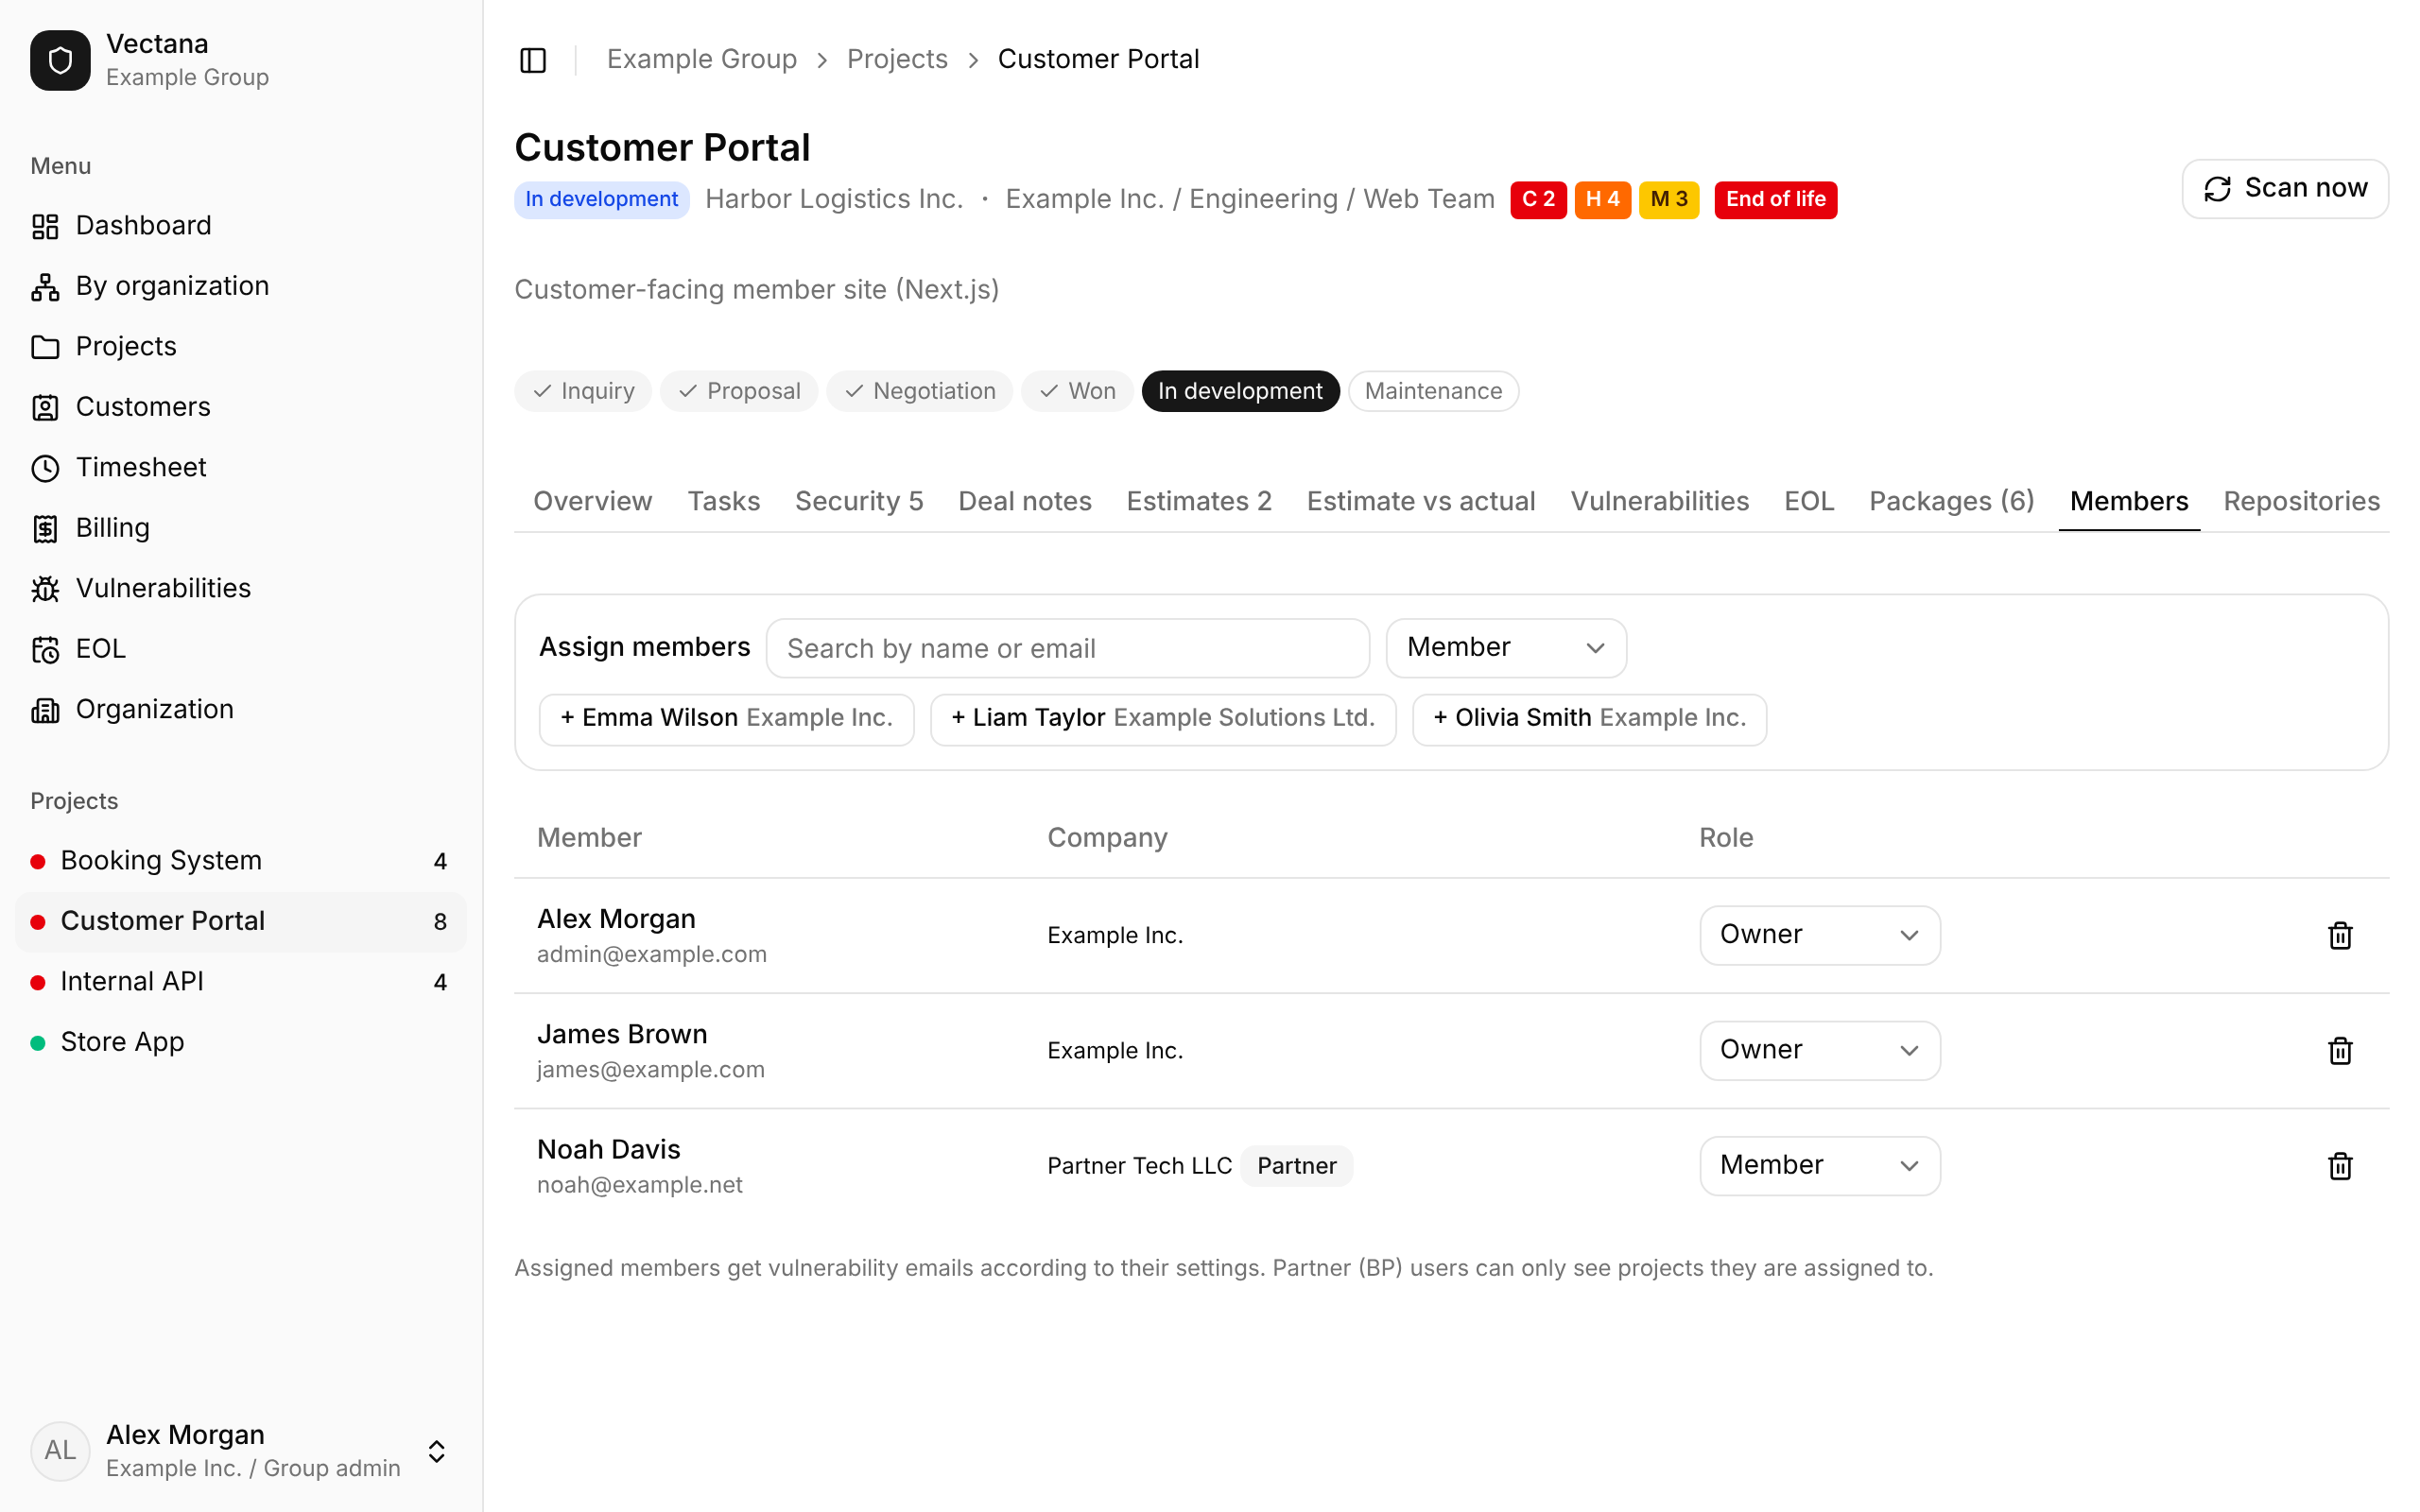 Vectana
Example Group
Menu
Dashboard
By organization
Projects
Customers
Timesheet
Billing
Vulnerabilities
EOL
Organization
Projects
Booking System 4
Customer Portal 8
Internal API 4
Store App
AL
Alex Morgan
Example Inc. / Group admin
Example Group > Projects > Customer Portal
Customer Portal
In development Harbor Logistics Inc. · Example Inc. / Engineering / Web Team C 2 H 4 M 3 End of life
Scan now
Customer-facing member site (Next.js)
Inquiry Proposal Negotiation Won In development Maintenance
Overview Tasks Security 5 Deal notes Estimates 2 Estimate vs actual Vulnerabilities EOL Packages (6) Members Repositories
Assign members Search by name or email Member
+ Emma Wilson Example Inc. + Liam Taylor Example Solutions Ltd. + Olivia Smith Example Inc.
Member Company Role
Alex Morgan
admin@example.com
Example Inc.
Owner
James Brown
james@example.com
Example Inc.
Owner
Noah Davis
noah@example.net
Partner Tech LLC Partner
Member
Assigned members get vulnerability emails according to their settings. Partner (BP) users can only see projects they are assigned to.